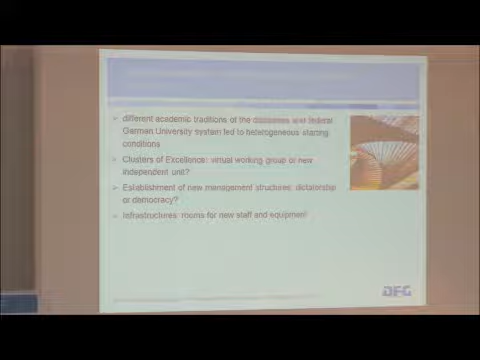 different academic traditions of the disciplines and federal
German University system led to heterogeneous starting
conditions
Clusters of Excellence: virtual working group or new
independent unit?
Establishment of new management structures: dictatorship
or democracy?
Infrastructures: rooms for new staff and equipment
DFG